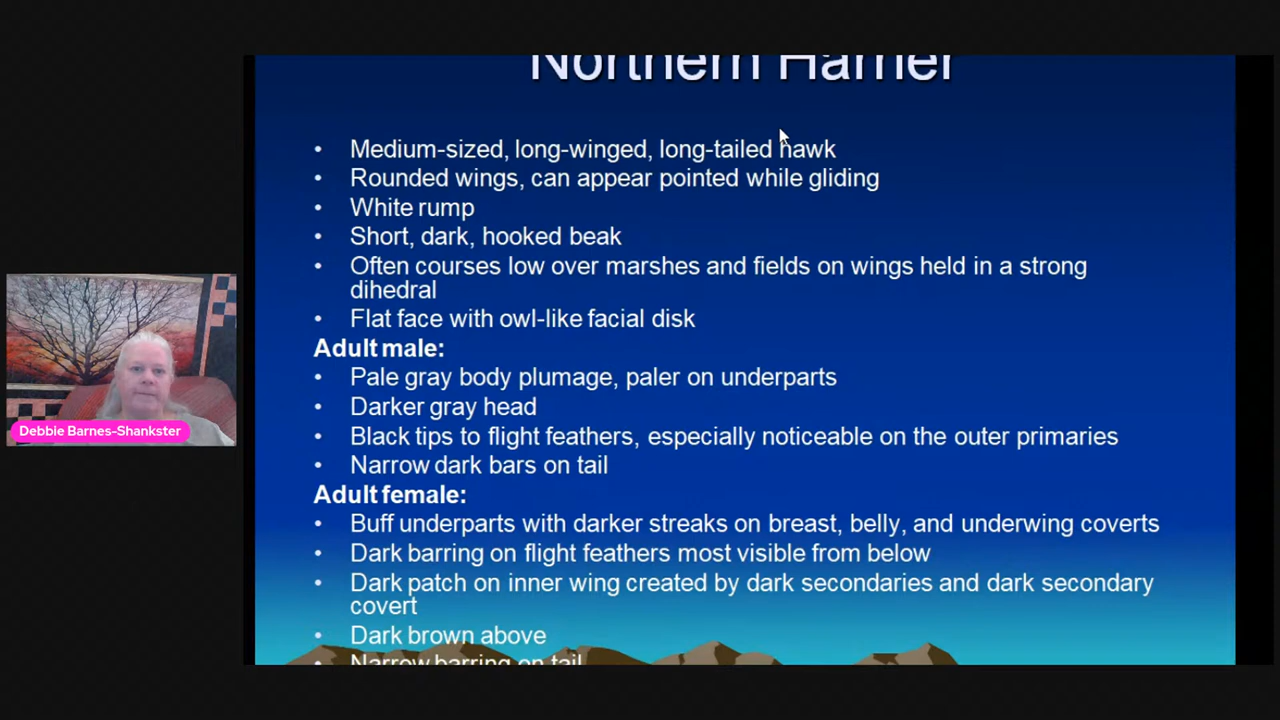 Northern Harrier
• Medium-sized, long-winged, long-tailed hawk
• Rounded wings, can appear pointed while gliding
• White rump
• Short, dark, hooked beak
• Often courses low over marshes and fields on wings held in a strong
dihedral
• Flat face with owl-like facial disk
Adult male:
• Pale gray body plumage, paler on underparts
• Darker gray head
• Black tips to flight feathers, especially noticeable on the outer primaries
• Narrow dark bars on tail
Adult female:
• Buff underparts with darker streaks on breast, belly, and underwing coverts
• Dark barring on flight feathers most visible from below
• Dark patch on inner wing created by dark secondaries and dark secondary
covert
• Dark brown above
• Narrow barring on tail
Debbie Barnes-Shankster